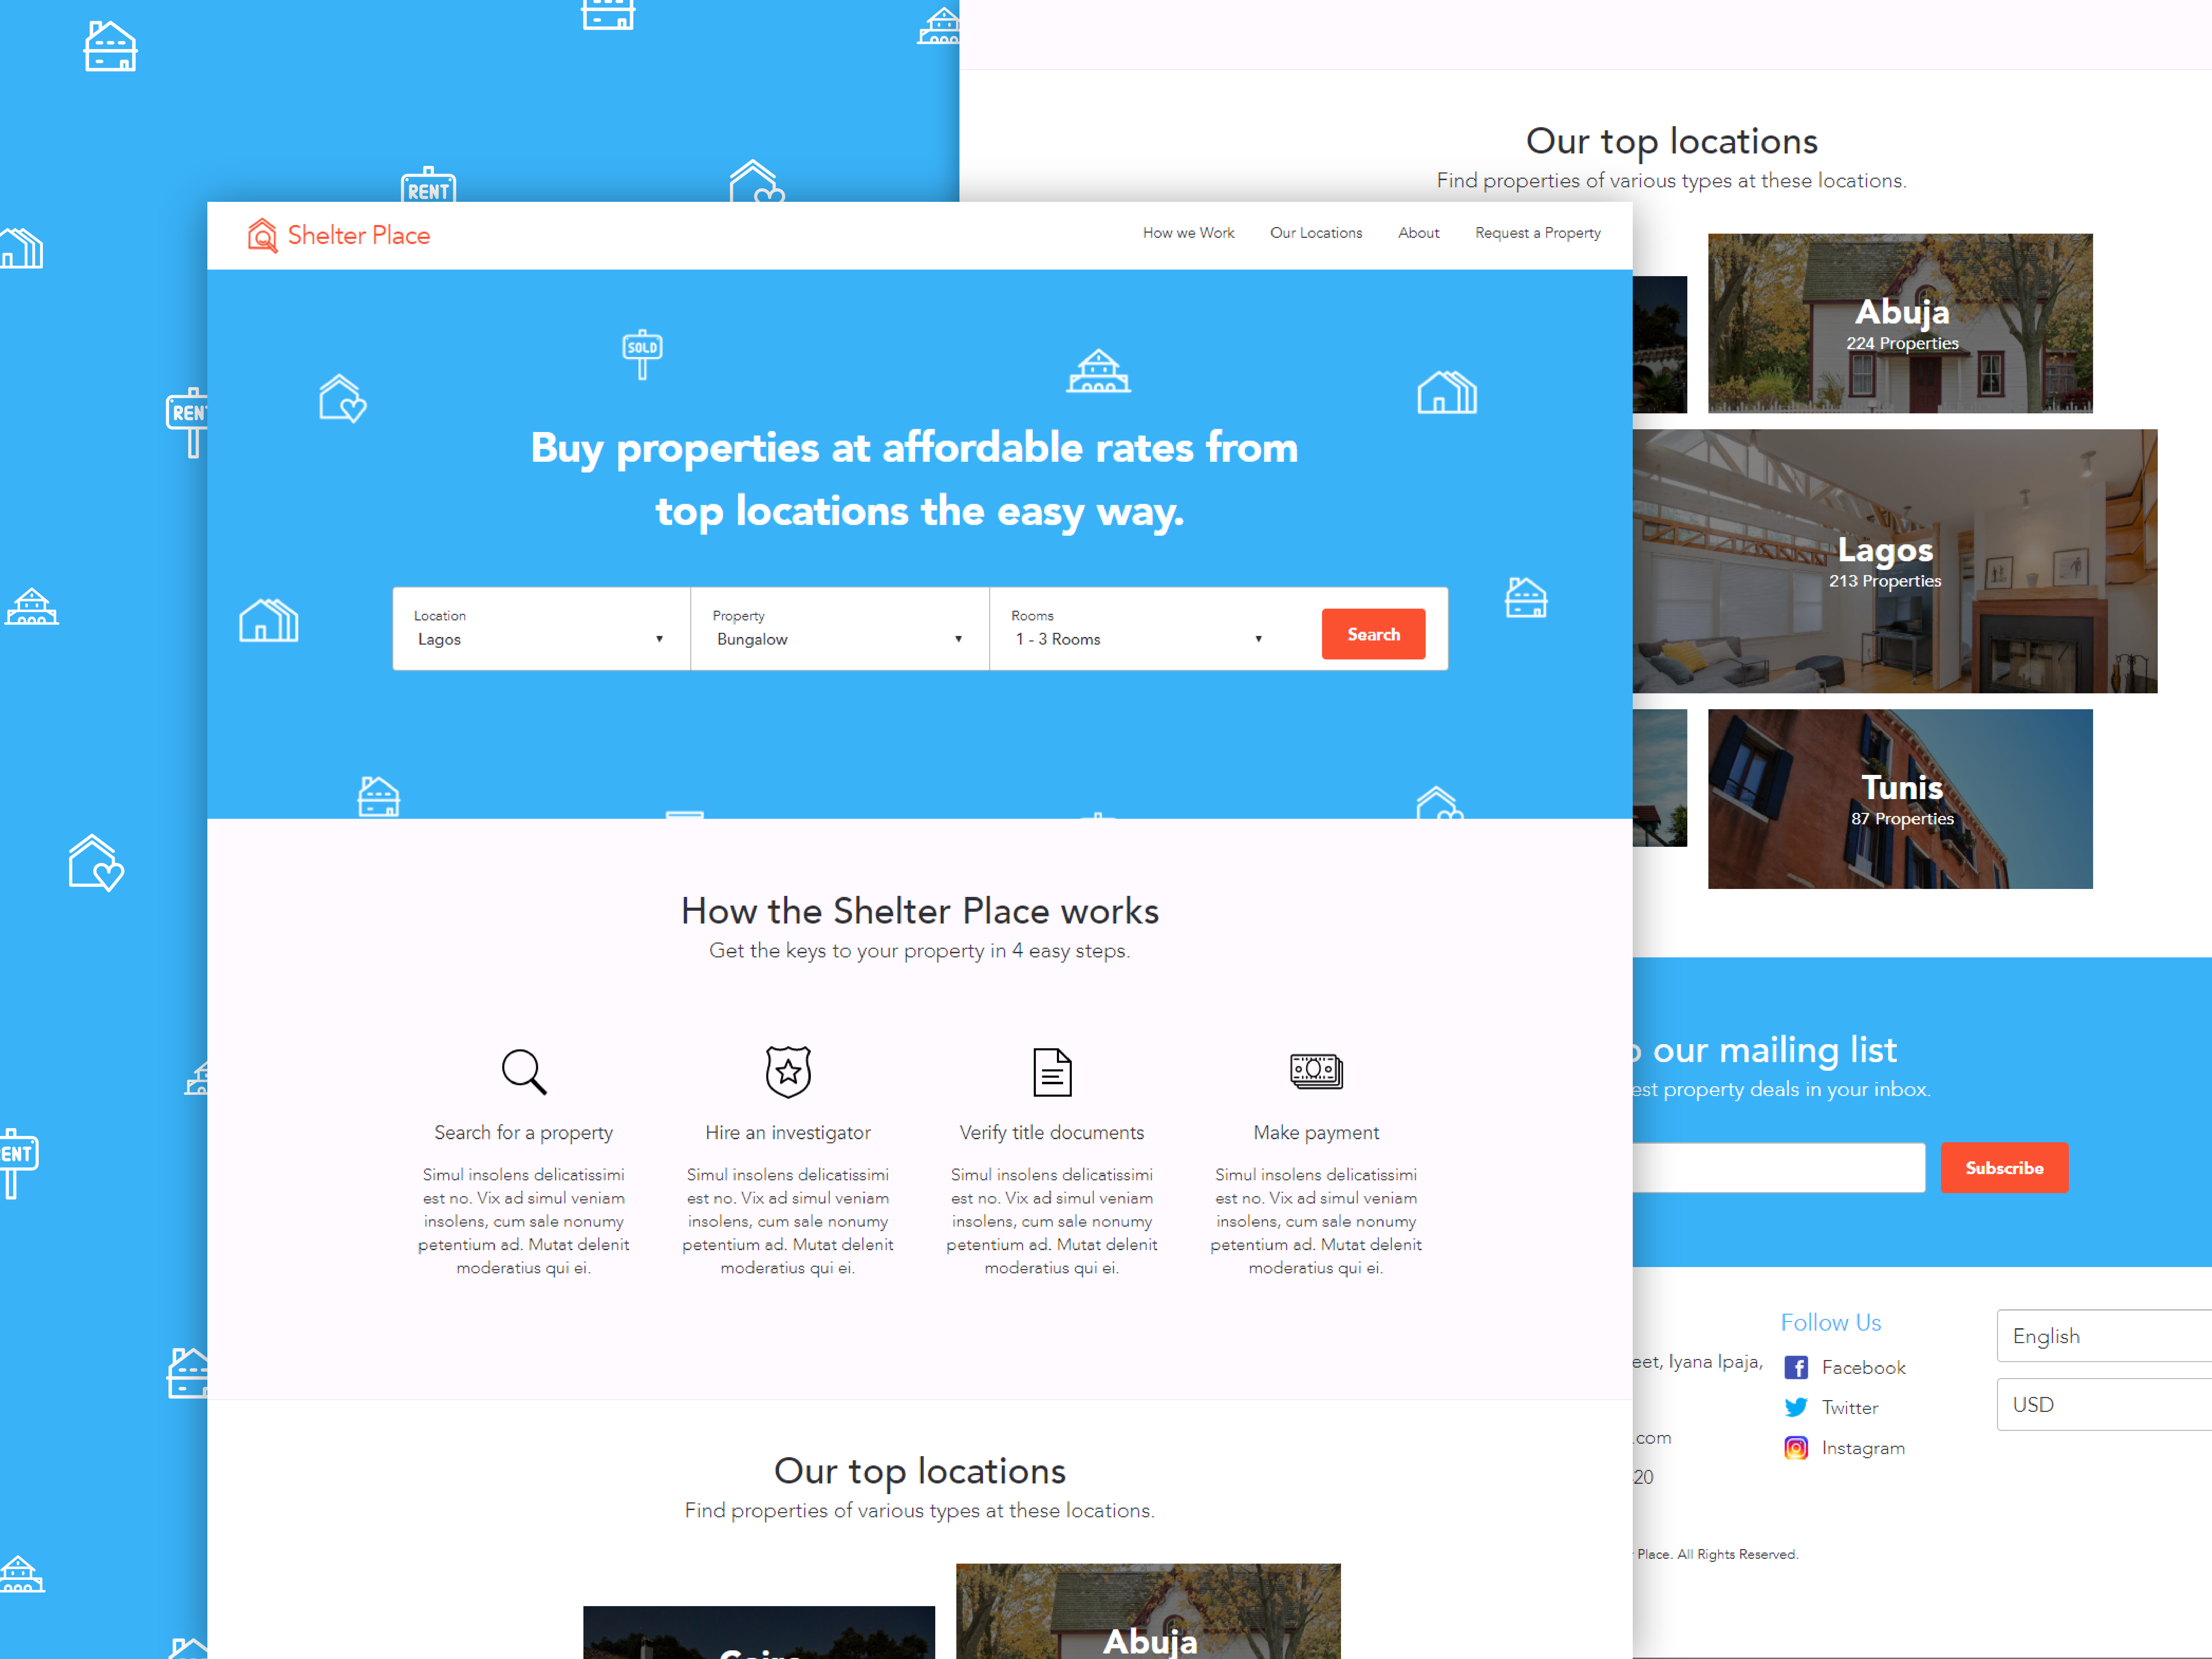 RENT
Shelter Place
How we Work
Our Locations
About
Request a Property
SOLD
RENT
Buy properties at affordable rates from
top locations the easy way.
Location
Lagos
Property
Bungalow
Rooms
1 - 3 Rooms
Search
How the Shelter Place works
Get the keys to your property in 4 easy steps.
Search for a property
Simul insolens delicatissimi
est no. Vix ad simul veniam
insolens, cum sale nonumy
petentium ad. Mutat delenit
moderatius qui ei.
Hire an investigator
Simul insolens delicatissimi
est no. Vix ad simul veniam
insolens, cum sale nonumy
petentium ad. Mutat delenit
moderatius qui ei.
Verify title documents
Simul insolens delicatissimi
est no. Vix ad simul veniam
insolens, cum sale nonumy
petentium ad. Mutat delenit
moderatius qui ei.
Make payment
Simul insolens delicatissimi
est no. Vix ad simul veniam
insolens, cum sale nonumy
petentium ad. Mutat delenit
moderatius qui ei.
ENT
Our top locations
Find properties of various types at these locations.
Abuja
Our top locations
Find properties of various types at these locations.
Abuja
224 Properties
Lagos
213 Properties
Tunis
87 Properties
our mailing list
est property deals in your inbox.
Subscribe
eet, Iyana Ipaja,
.com
20
Follow Us
Facebook
Twitter
Instagram
English
USD
Place. All Rights Reserved.